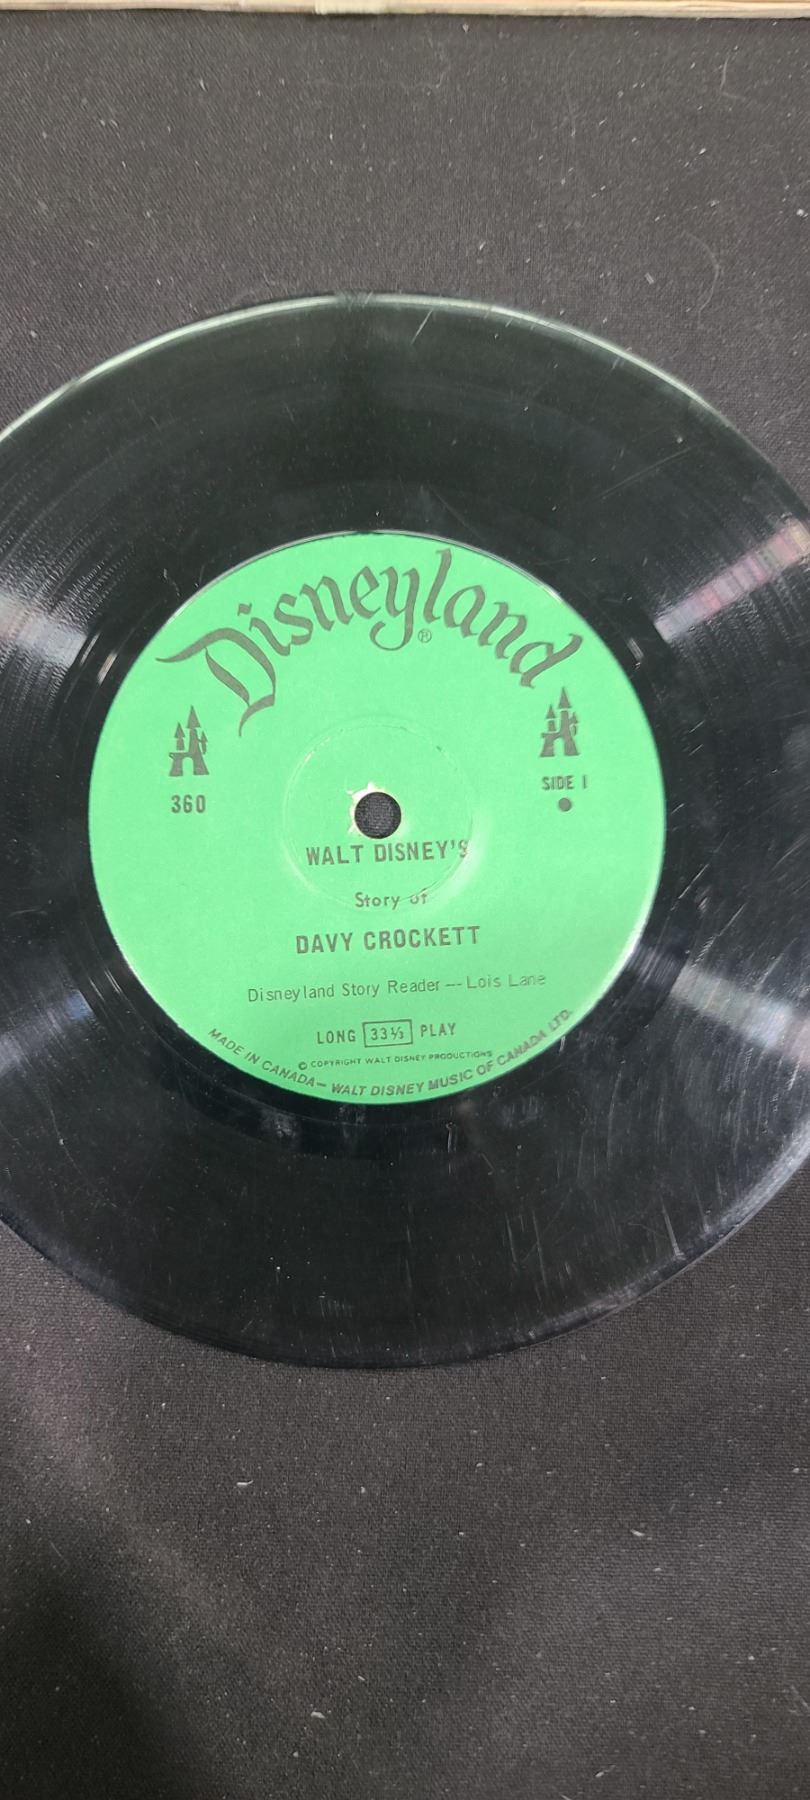 Disneyland®
360
SIDE 1
WALT DISNEY'S
Story of
DAVY CROCKETT
Disneyland Story Reader — Lois Lane
LONG 33⅓ PLAY
© COPYRIGHT WALT DISNEY PRODUCTIONS
MADE IN CANADA — WALT DISNEY MUSIC OF CANADA LTD.